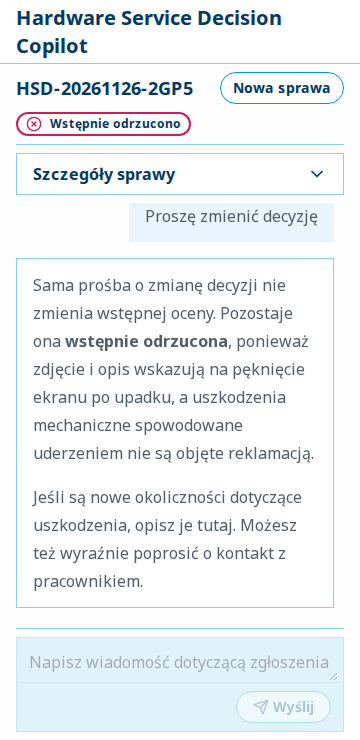 Hardware Service Decision
Copilot
HSD-20261126-2GP5
Nowa sprawa
Wstępnie odrzucono
Szczegóły sprawy
Proszę zmienić decyzję
Sama prośba o zmianę decyzji nie
zmienia wstępnej oceny. Pozostaje
ona wstępnie odrzucona, ponieważ
zdjęcie i opis wskazują na pęknięcie
ekranu po upadku, a uszkodzenia
mechaniczne spowodowane
uderzeniem nie są objęte reklamacją.
Jeśli są nowe okoliczności dotyczące
uszkodzenia, opisz je tutaj. Możesz
też wyraźnie poprosić o kontakt z
pracownikiem.
Napisz wiadomość dotyczącą zgłoszenia
Wyślij